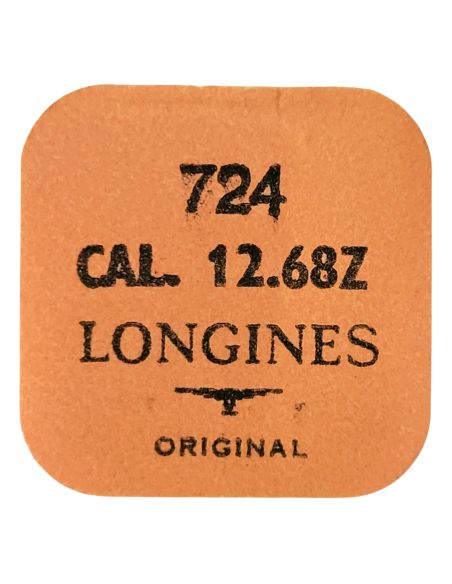 724
CAL. 12.68Z
LONGINES
ORIGINAL